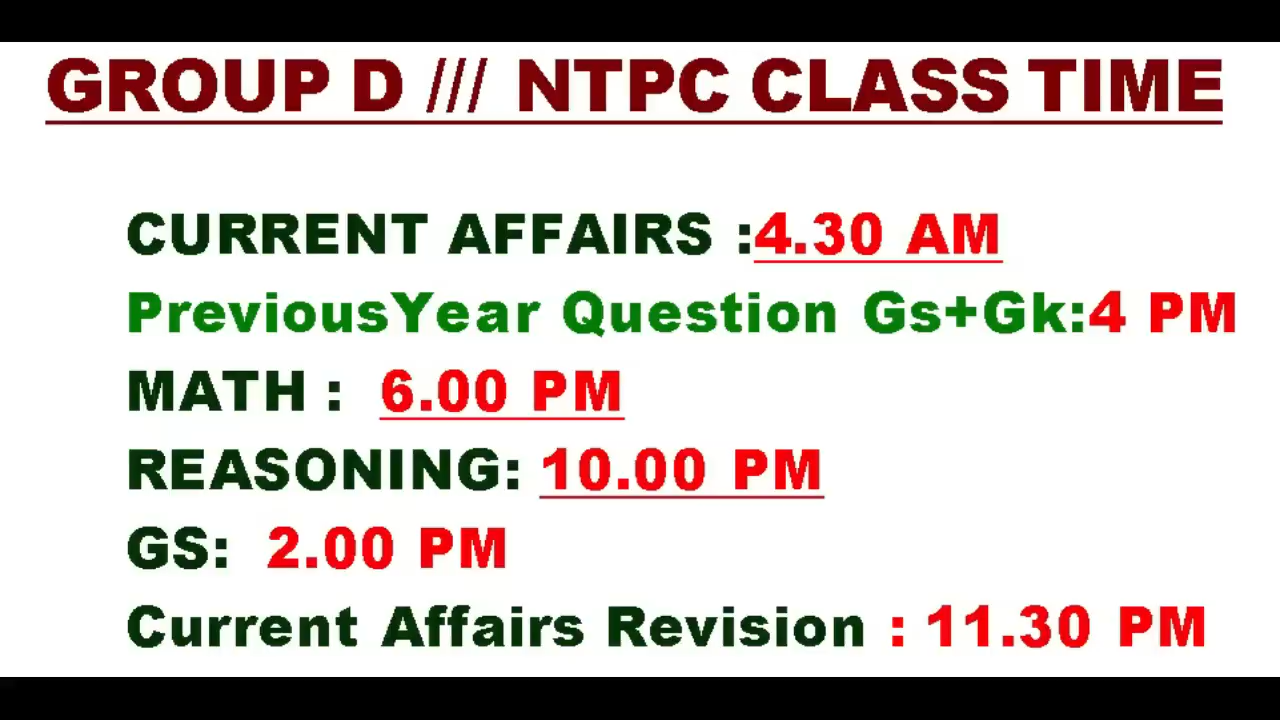 GROUP D /// NTPC CLASS TIME
CURRENT AFFAIRS :4.30 AM
PreviousYear Question Gs+Gk:4 PM
MATH : 6.00 PM
REASONING: 10.00 PM
GS: 2.00 PM
Current Affairs Revision : 11.30 PM